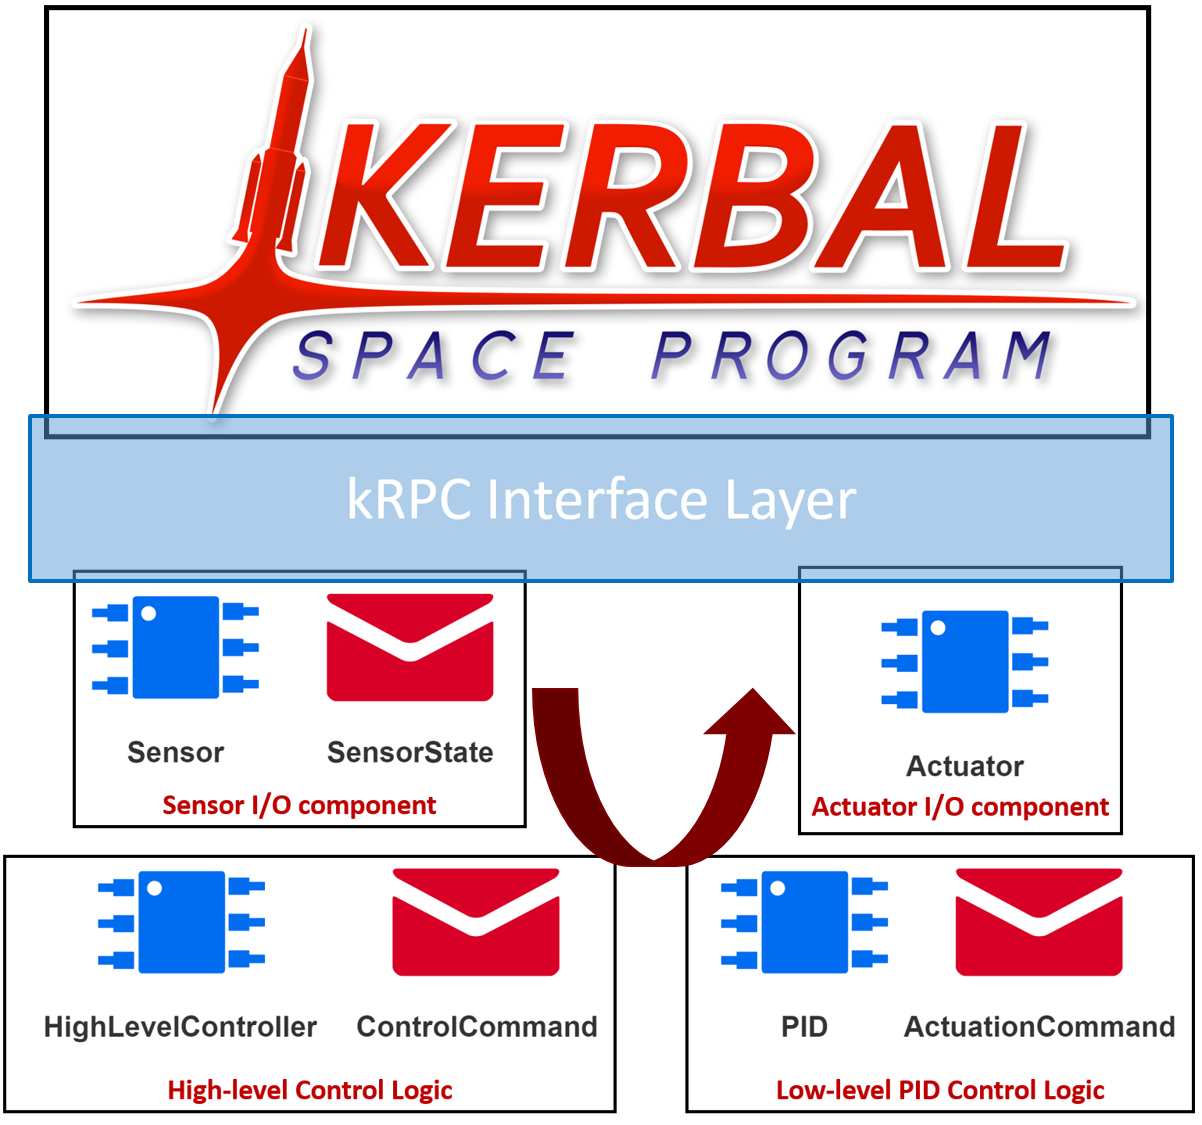 KERBAL
SPACE PROGRAM
kRPC Interface Layer
Sensor
SensorState
Sensor I/O component
Actuator
Actuator I/O component
HighLevelController
ControlCommand
High-level Control Logic
PID
ActuationCommand
Low-level PID Control Logic